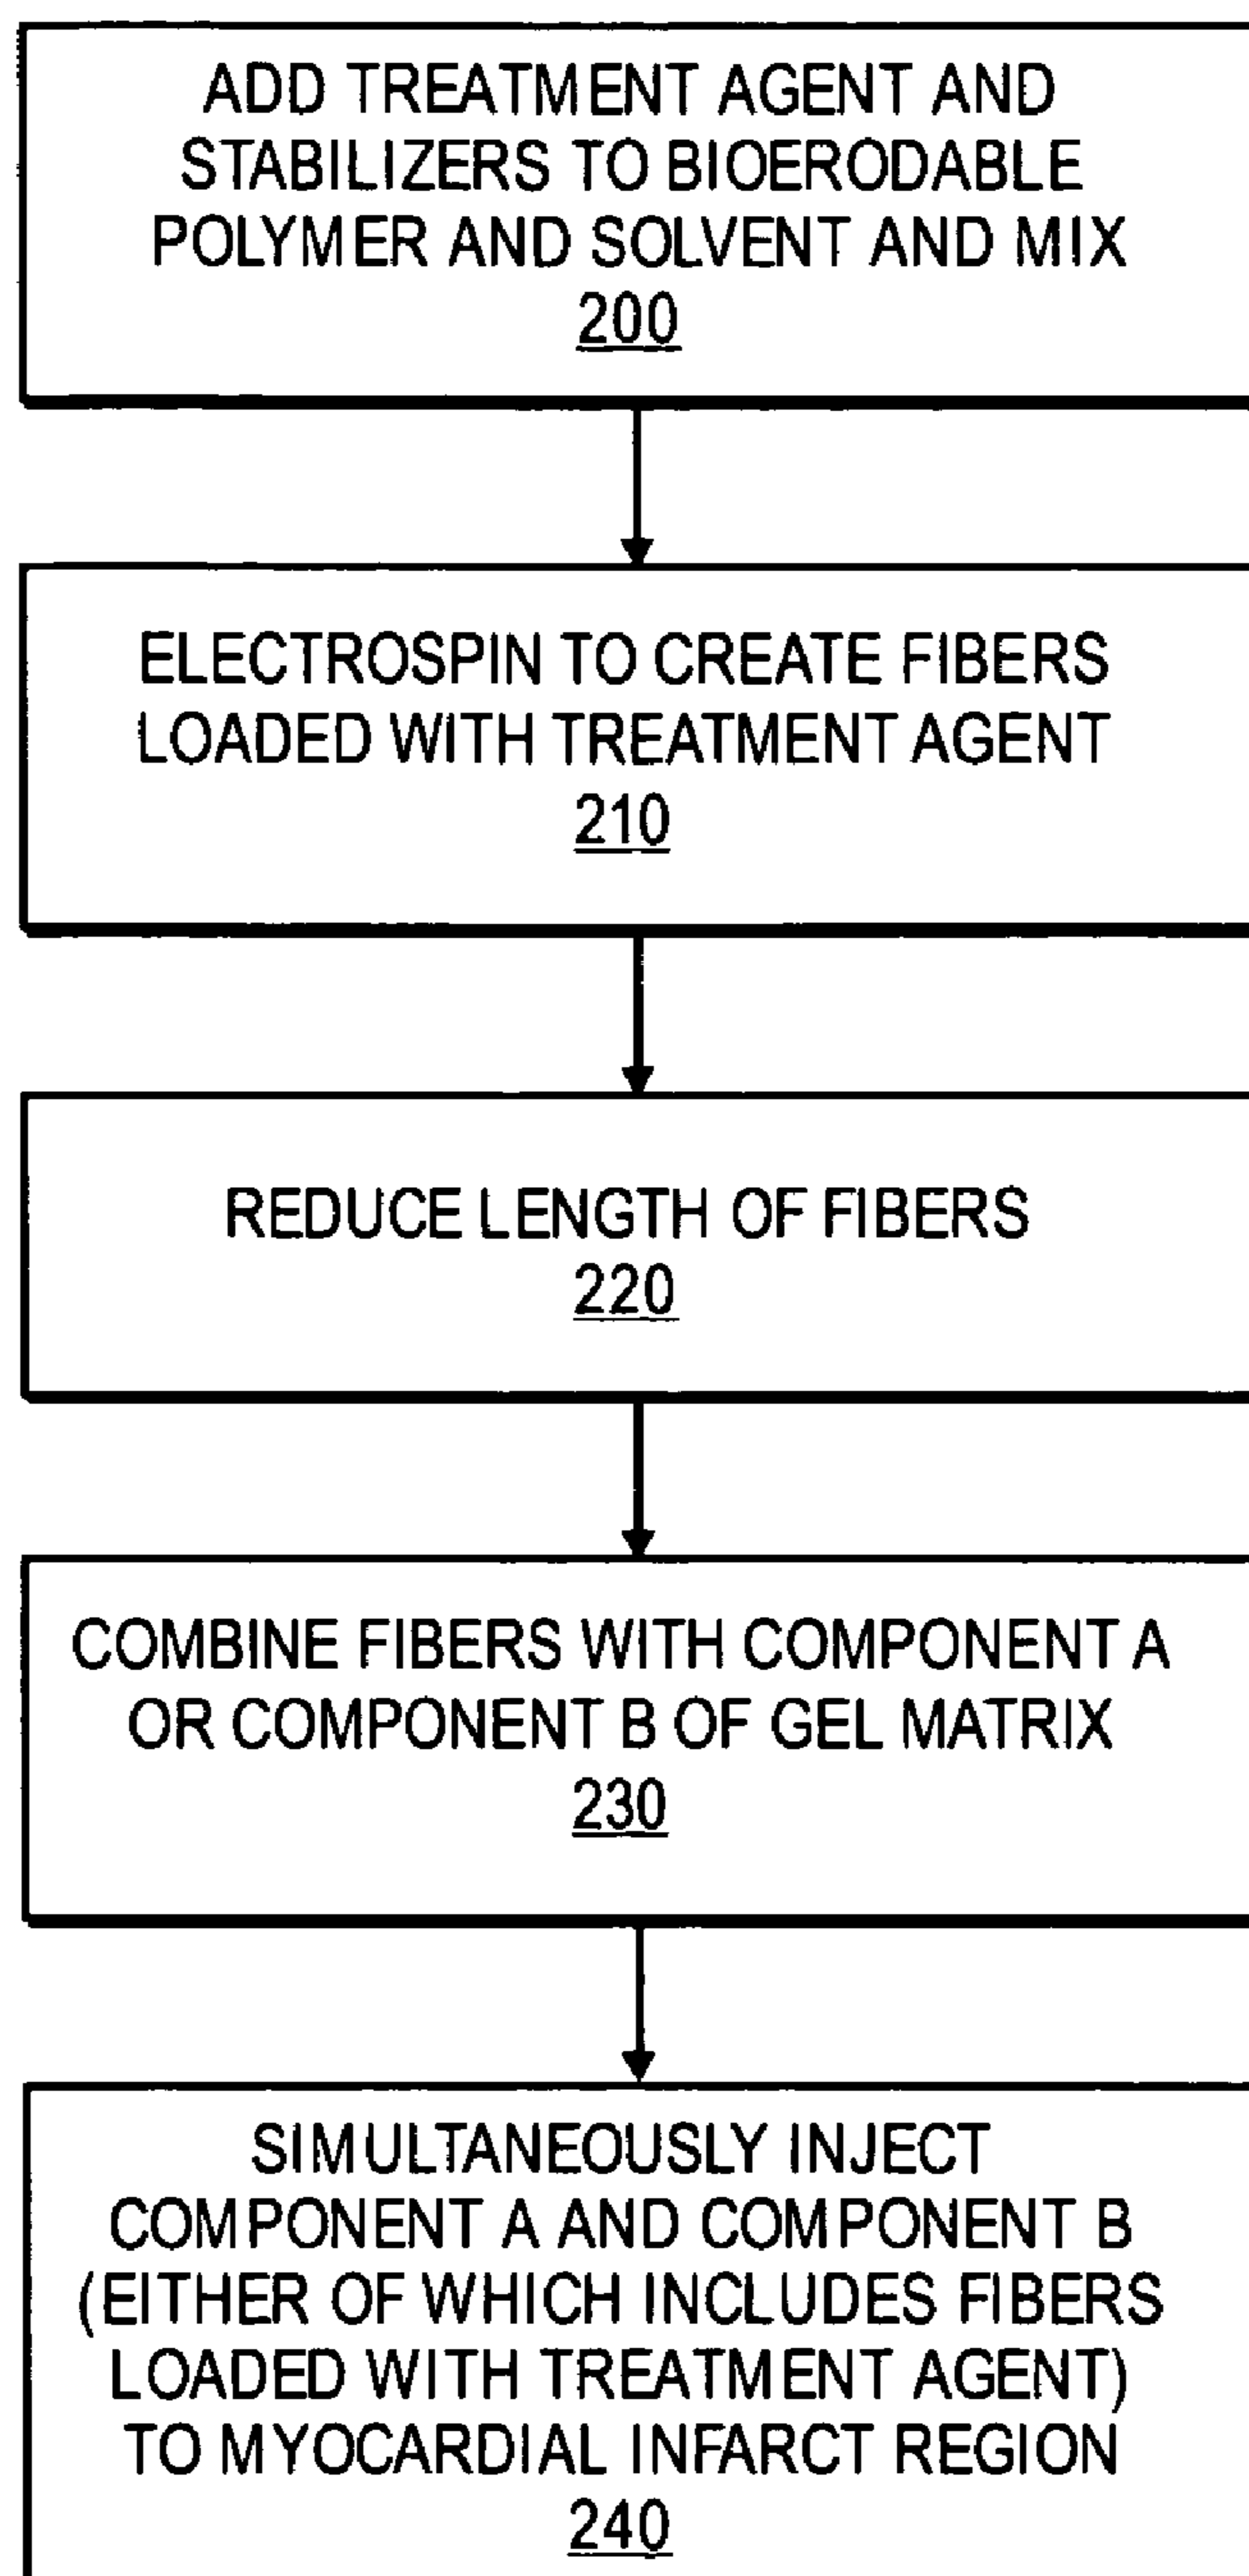 ADD TREATMENT AGENT AND
STABILIZERS TO BIOERODABLE
POLYMER AND SOLVENT AND MIX
200
ELECTROSPIN TO CREATE FIBERS
LOADED WITH TREATMENT AGENT
210
REDUCE LENGTH OF FIBERS
220
COMBINE FIBERS WITH COMPONENT A
OR COMPONENT B OF GEL MATRIX
230
SIMULTANEOUSLY INJECT
COMPONENT A AND COMPONENT B
(EITHER OF WHICH INCLUDES FIBERS
LOADED WITH TREATMENT AGENT)
TO MYOCARDIAL INFARCT REGION
240